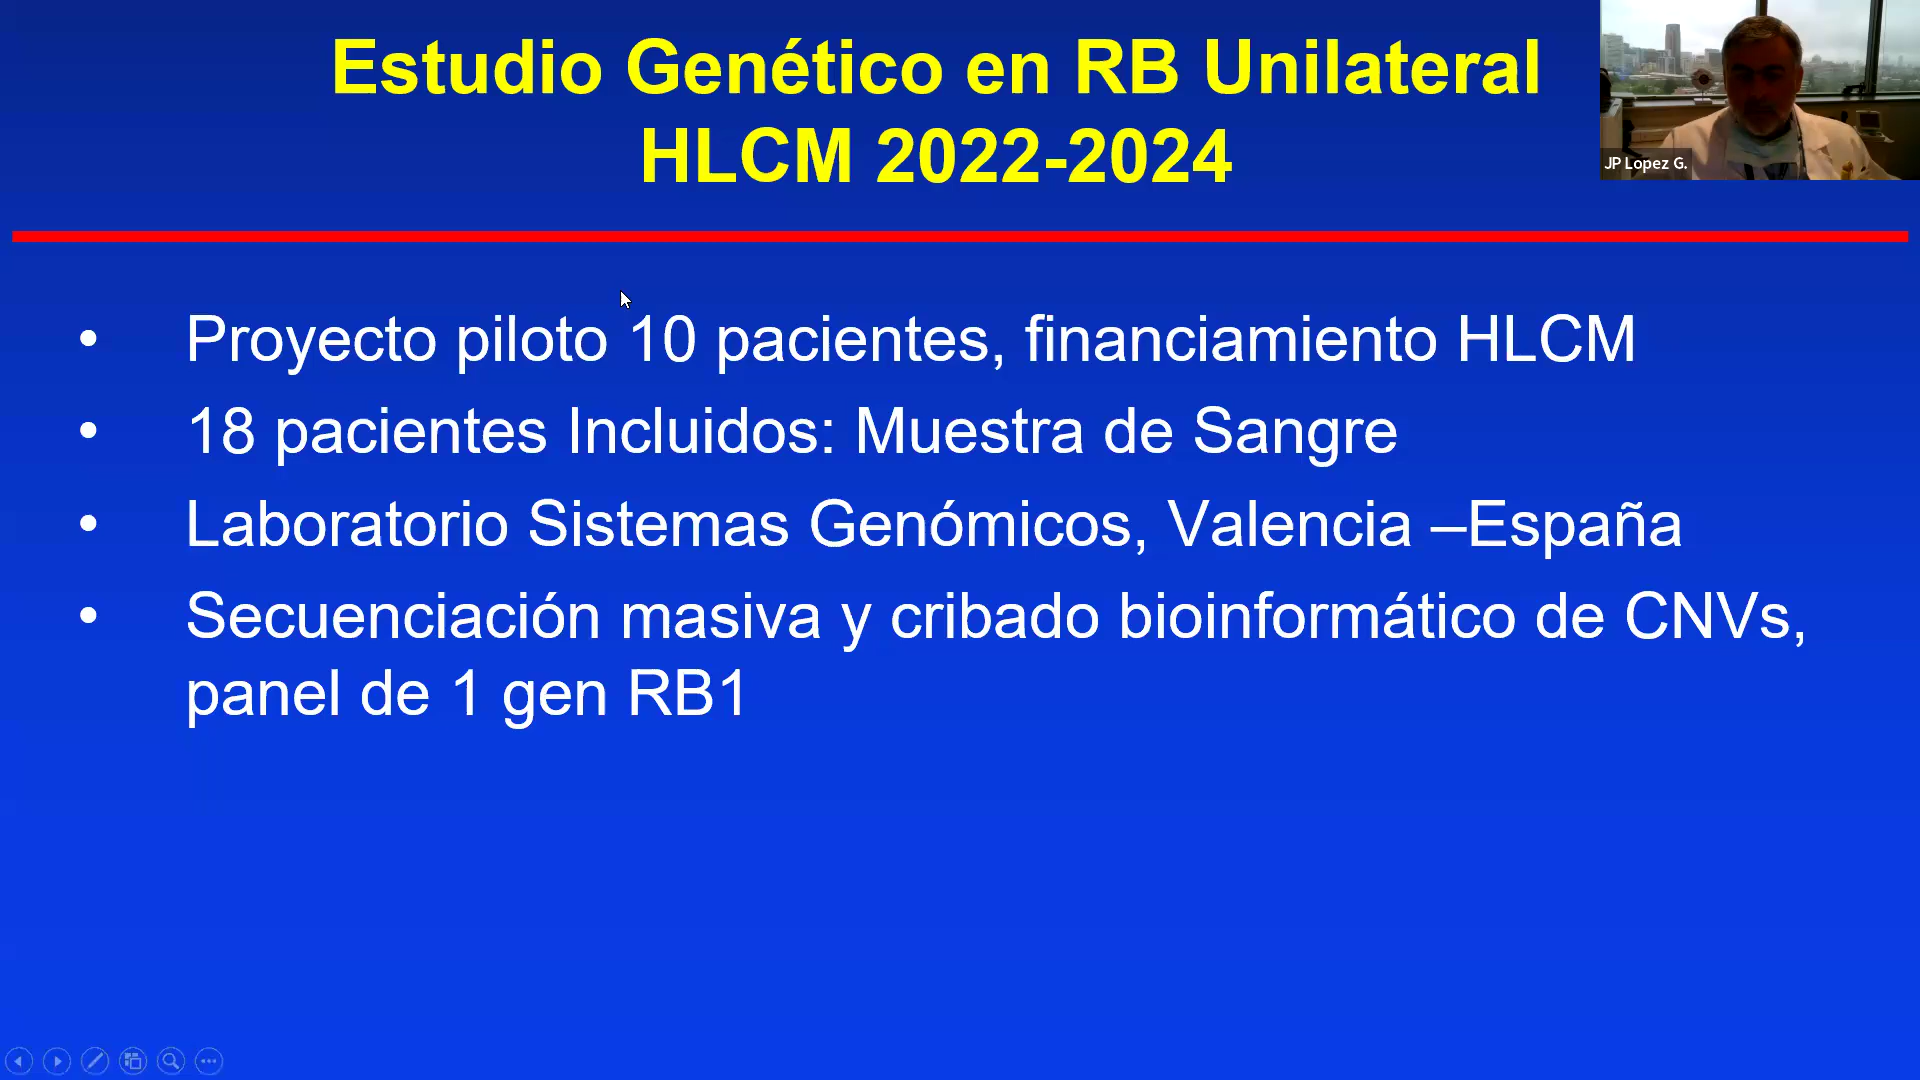 Estudio Genético en RB Unilateral
HLCM 2022-2024
JP Lopez G.
• Proyecto piloto 10 pacientes, financiamiento HLCM
• 18 pacientes Incluidos: Muestra de Sangre
• Laboratorio Sistemas Genómicos, Valencia –España
• Secuenciación masiva y cribado bioinformático de CNVs,
panel de 1 gen RB1